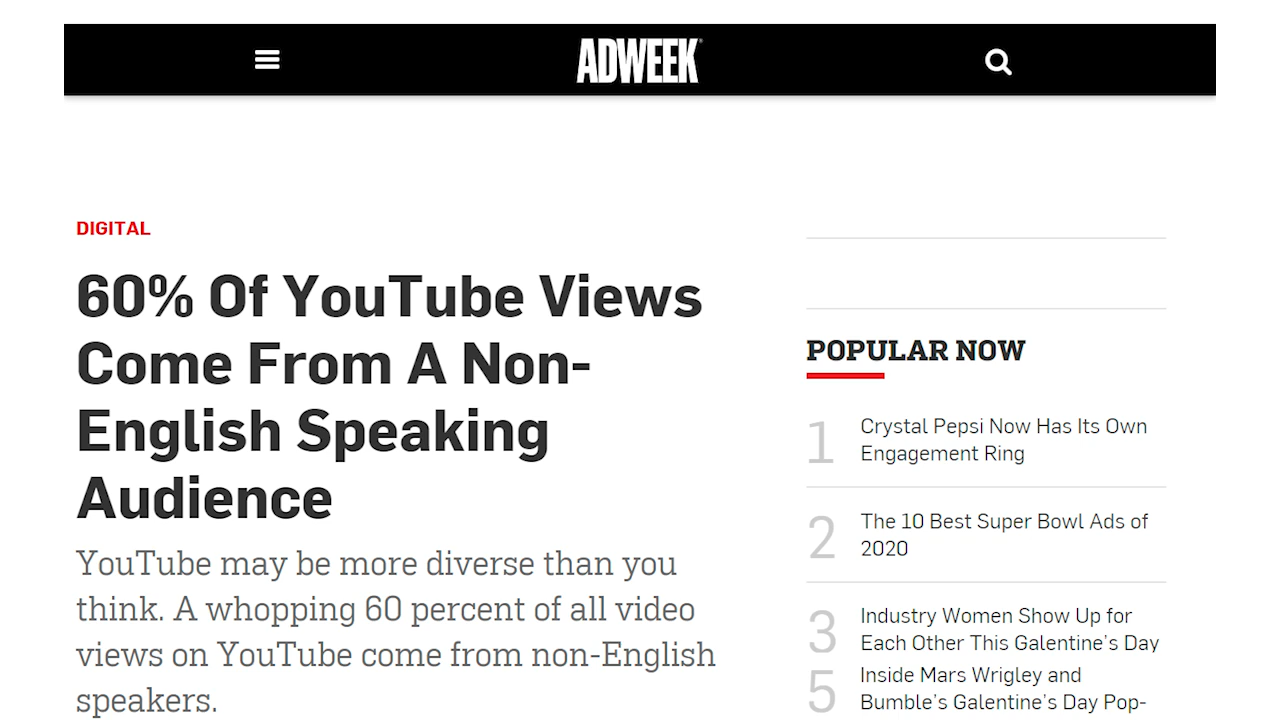 ADWEEK
DIGITAL
60% Of YouTube Views
Come From A Non-
English Speaking
Audience
YouTube may be more diverse than you
think. A whopping 60 percent of all video
views on YouTube come from non-English
speakers.
POPULAR NOW
1
Crystal Pepsi Now Has Its Own
Engagement Ring
2
The 10 Best Super Bowl Ads of
2020
3
Industry Women Show Up for
Each Other This Galentine's Day
5
Inside Mars Wrigley and
Bumble's Galentine's Day Pop-